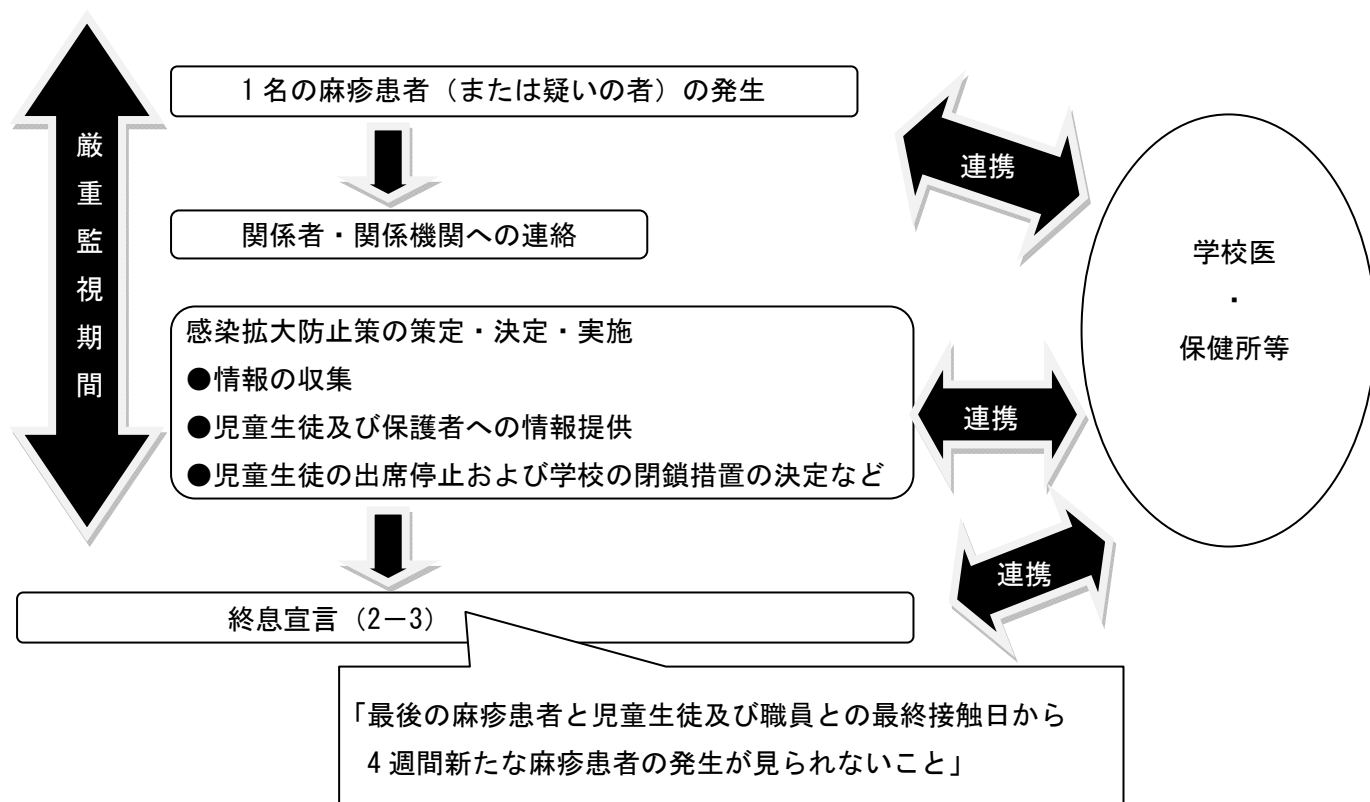 1名の麻疹患者（または疑いの者）の発生
厳重監視期間
連携
関係者・関係機関への連絡
学校医
・
保健所等
感染拡大防止策の策定・決定・実施
●情報の収集
●児童生徒及び保護者への情報提供
●児童生徒の出席停止および学校の閉鎖措置の決定など
連携
連携
終息宣言（2－3）
「最後の麻疹患者と児童生徒及び職員との最終接触日から
4週間新たな麻疹患者の発生が見られないこと」